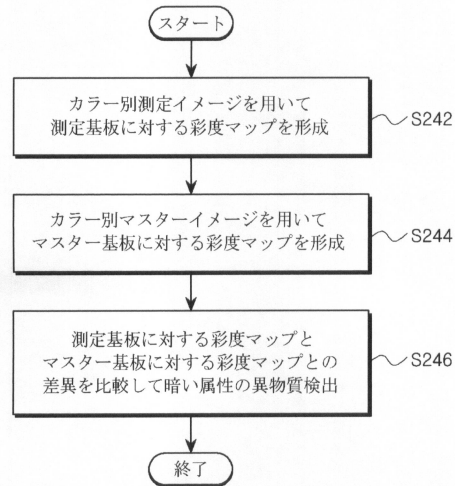 スタート
カラー別測定イメージを用いて
測定基板に対する彩度マップを形成
S242
カラー別マスターイメージを用いて
マスター基板に対する彩度マップを形成
S244
測定基板に対する彩度マップと
マスター基板に対する彩度マップとの
差異を比較して暗い属性の異物質検出
S246
終了